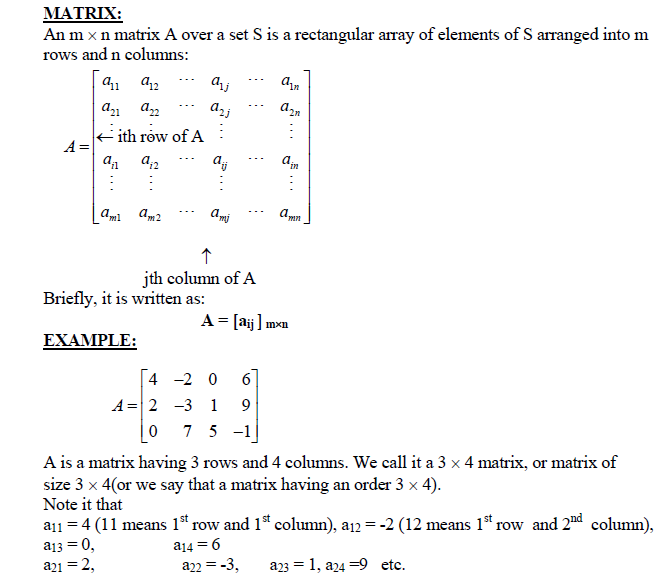 MATRIX:
An m × n matrix A over a set S is a rectangular array of elements of S arranged into m
rows and n columns:
a₁₁ a₁₂ ⋯ a₁ⱼ ⋯ a₁ₙ
a₂₁ a₂₂ ⋯ a₂ⱼ ⋯ a₂ₙ
⋮ ⋮ ⋮ ⋮
A = ← ith row of A
aᵢ₁ aᵢ₂ ⋯ aᵢⱼ ⋯ aᵢₙ
⋮ ⋮ ⋮ ⋮
aₘ₁ aₘ₂ ⋯ aₘⱼ ⋯ aₘₙ
↑
jth column of A
Briefly, it is written as:
A = [aᵢⱼ] ₘ×ₙ
EXAMPLE:
4 −2 0 6
A = 2 −3 1 9
0 7 5 −1
A is a matrix having 3 rows and 4 columns. We call it a 3 × 4 matrix, or matrix of
size 3 × 4(or we say that a matrix having an order 3 × 4).
Note it that
a₁₁ = 4 (11 means 1ˢᵗ row and 1ˢᵗ column), a₁₂ = -2 (12 means 1ˢᵗ row and 2ⁿᵈ column),
a₁₃ = 0, a₁₄ = 6
a₂₁ = 2, a₂₂ = -3, a₂₃ = 1, a₂₄ =9 etc.